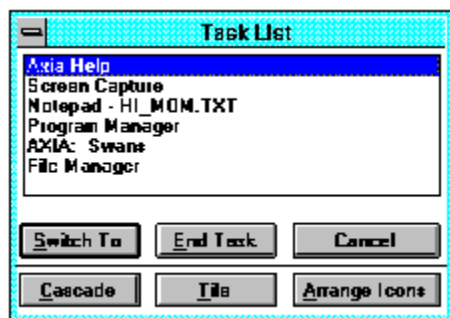 Task List
Axia Help
Screen Capture
Notepad - HI_MOM.TXT
Program Manager
AXIA: Swans
File Manager
Switch To End Task Cancel
Cascade Tile Arrange Icons